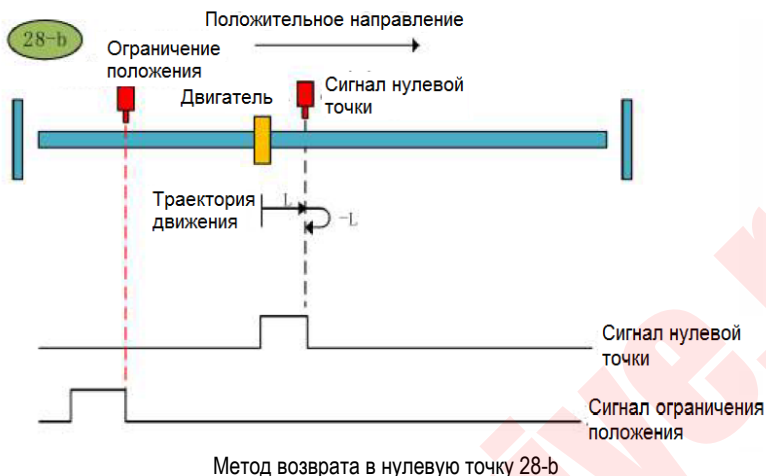 28-b
Положительное направление
Ограничение
положения
Двигатель
Сигнал нулевой
точки
Траектория
движения
L
-L
Сигнал нулевой
точки
Сигнал ограничения
положения
Метод возврата в нулевую точку 28-b